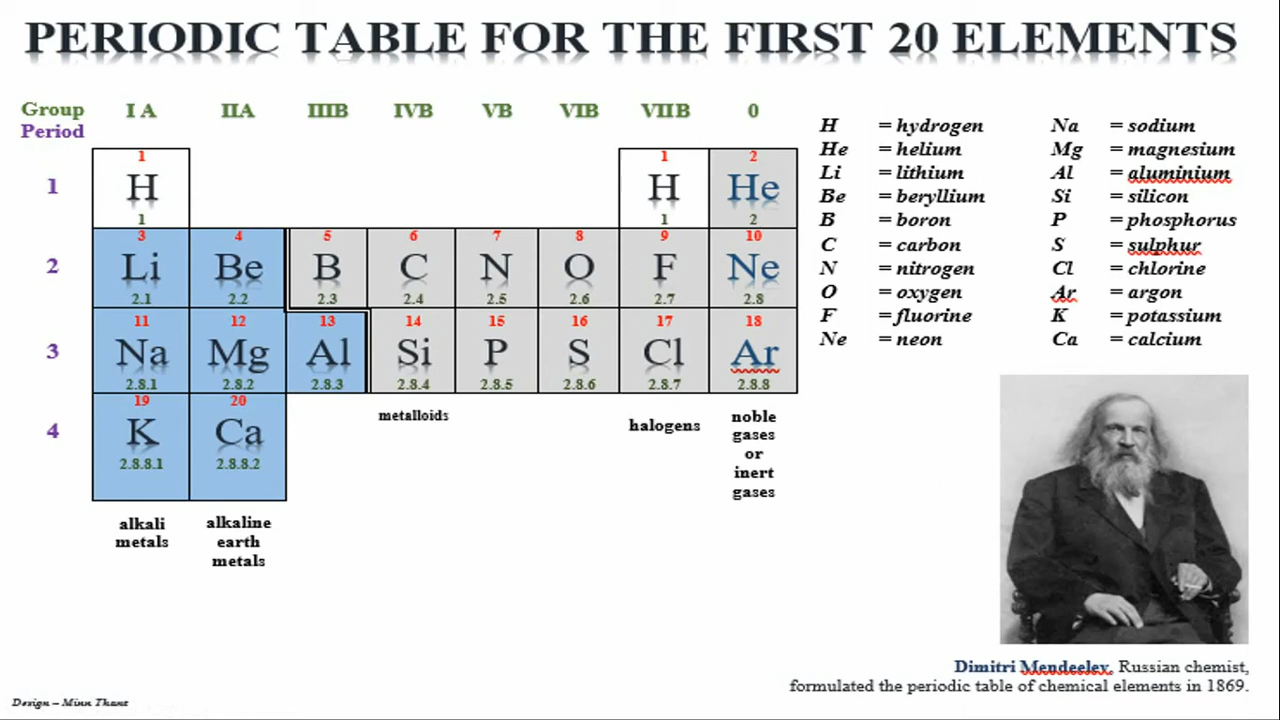 PERIODIC TABLE FOR THE FIRST 20 ELEMENTS
Group I A IIA IIIB IVB VB VIB VIIB 0
Period
1 1 2
1 H H He
1 1 2
3 4 5 6 7 8 9 10
2 Li Be B C N O F Ne
2.1 2.2 2.3 2.4 2.5 2.6 2.7 2.8
11 12 13 14 15 16 17 18
3 Na Mg Al Si P S Cl Ar
2.8.1 2.8.2 2.8.3 2.8.4 2.8.5 2.8.6 2.8.7 2.8.8
19 20
4 K Ca
2.8.8.1 2.8.8.2
metalloids
halogens
noble
gases
or
inert
gases
alkali
metals
alkaline
earth
metals
H = hydrogen
He = helium
Li = lithium
Be = beryllium
B = boron
C = carbon
N = nitrogen
O = oxygen
F = fluorine
Ne = neon
Na = sodium
Mg = magnesium
Al = aluminium
Si = silicon
P = phosphorus
S = sulphur
Cl = chlorine
Ar = argon
K = potassium
Ca = calcium
Dimitri Mendeelev, Russian chemist,
formulated the periodic table of chemical elements in 1869.
Design – Minn Thant